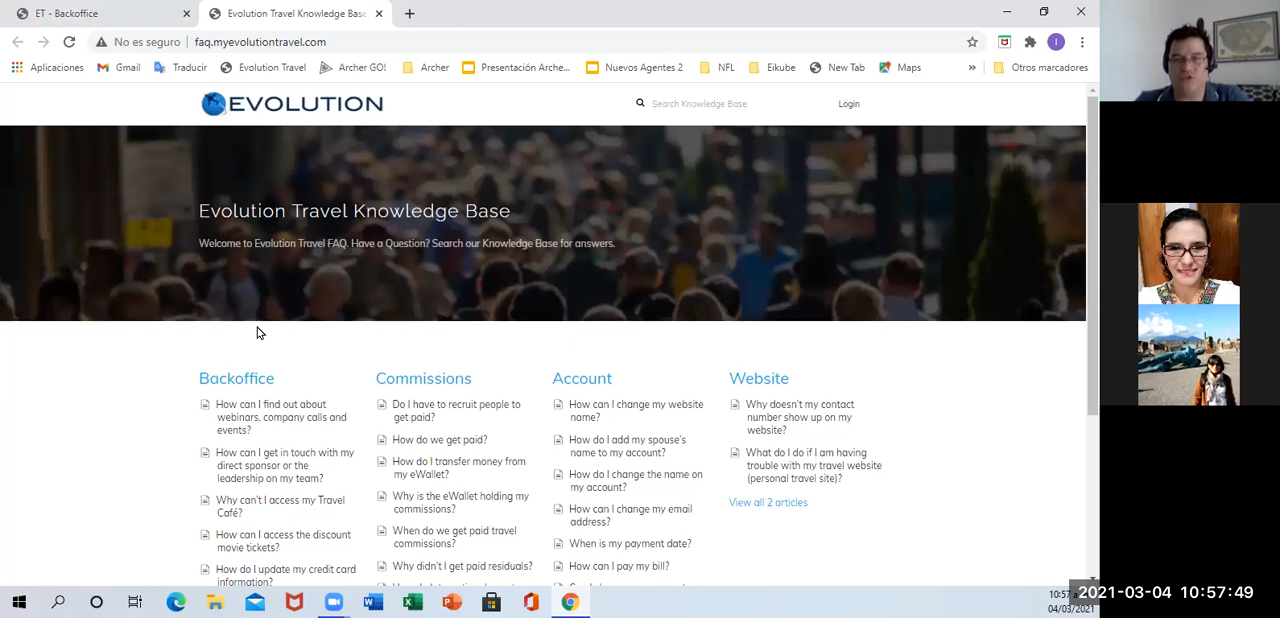 ET - Backoffice
Evolution Travel Knowledge Base
No es seguro
faq.myevolutiontravel.com
I
Aplicaciones
Gmail
Traducir
Evolution Travel
Archer GO!
Archer
Presentación Arche...
Nuevos Agentes 2
NFL
Eikube
New Tab
Maps
»
Otros marcadores
EVOLUTION
Search Knowledge Base
Login
Evolution Travel Knowledge Base
Welcome to Evolution Travel FAQ. Have a Question? Search our Knowledge Base for answers.
Backoffice
How can I find out about
webinars, company calls and
events?
How can I get in touch with my
direct sponsor or the
leadership on my team?
Why can't I access my Travel
Café?
How can I access the discount
movie tickets?
How do I update my credit card
information?
Commissions
Do I have to recruit people to
get paid?
How do we get paid?
How do I transfer money from
my eWallet?
Why is the eWallet holding my
commissions?
When do we get paid travel
commissions?
Why didn't I get paid residuals?
Account
How can I change my website
name?
How do I add my spouse's
name to my account?
How do I change the name on
my account?
How can I change my email
address?
When is my payment date?
How can I pay my bill?
Website
Why doesn't my contact
number show up on my
website?
What do I do if I am having
trouble with my travel website
(personal travel site)?
View all 2 articles
10:57
04/03/2021
2021-03-04 10:57:49